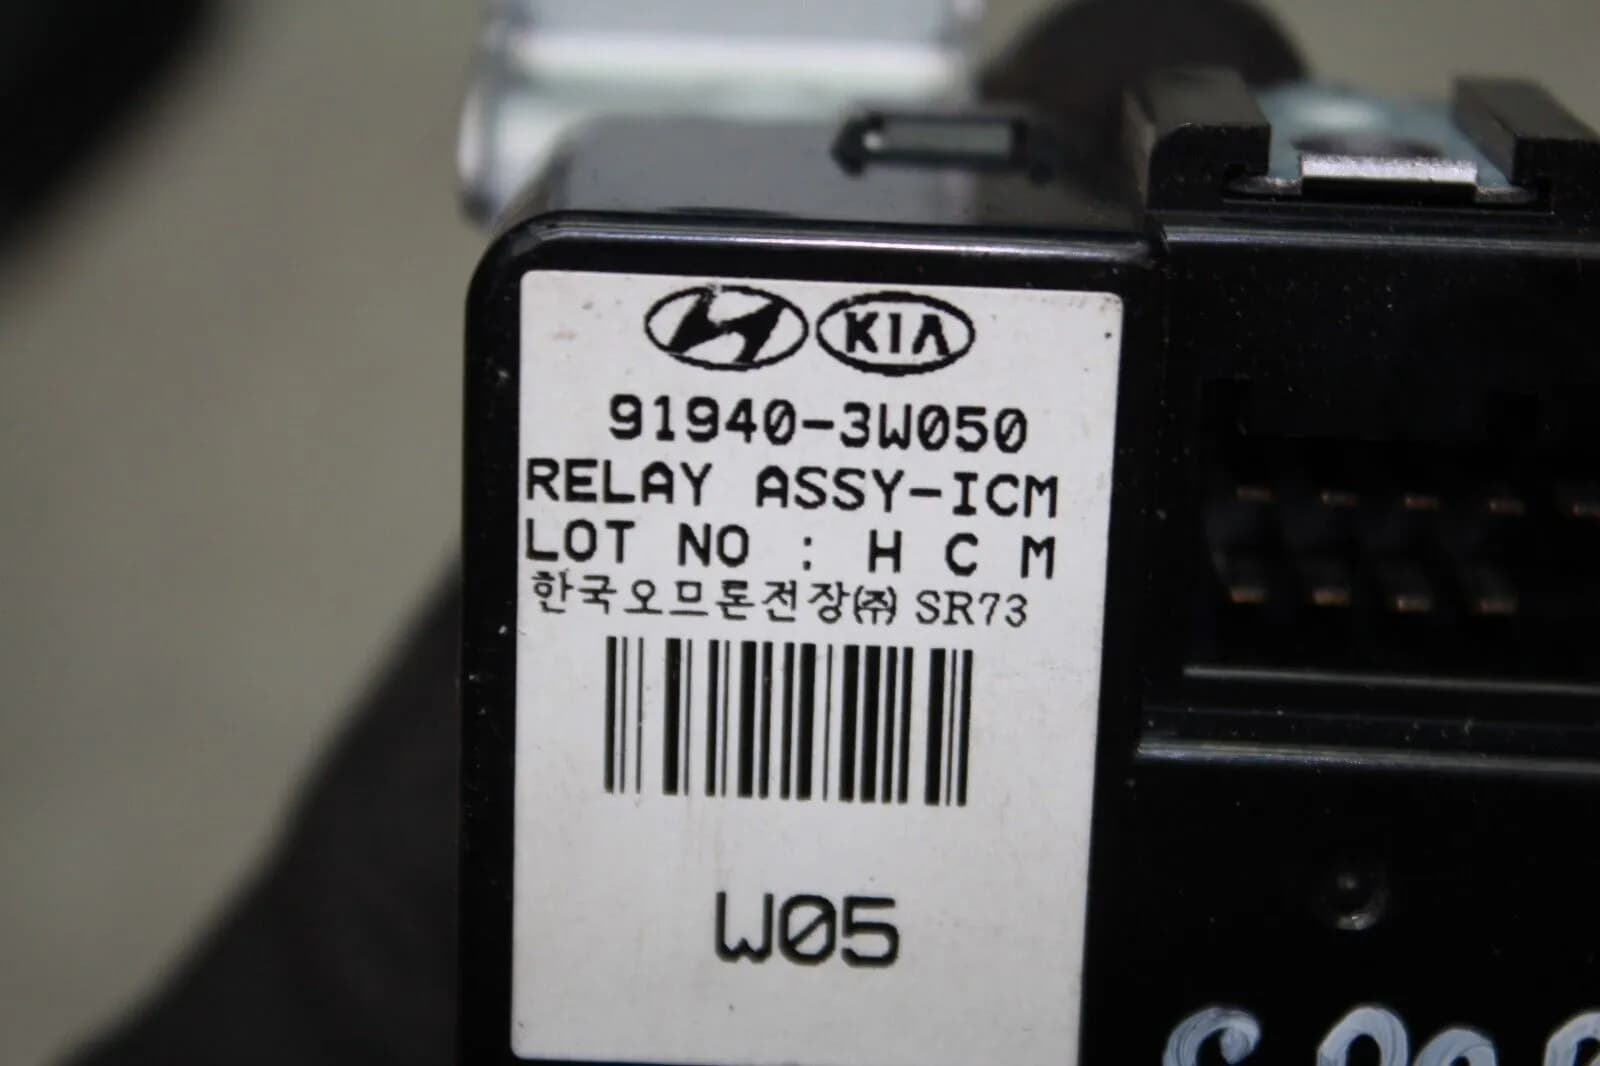 KIA
91940-3W050
RELAY ASSY-ICM
LOT NO : H C M
한국오므론전장(주) SR73
W05